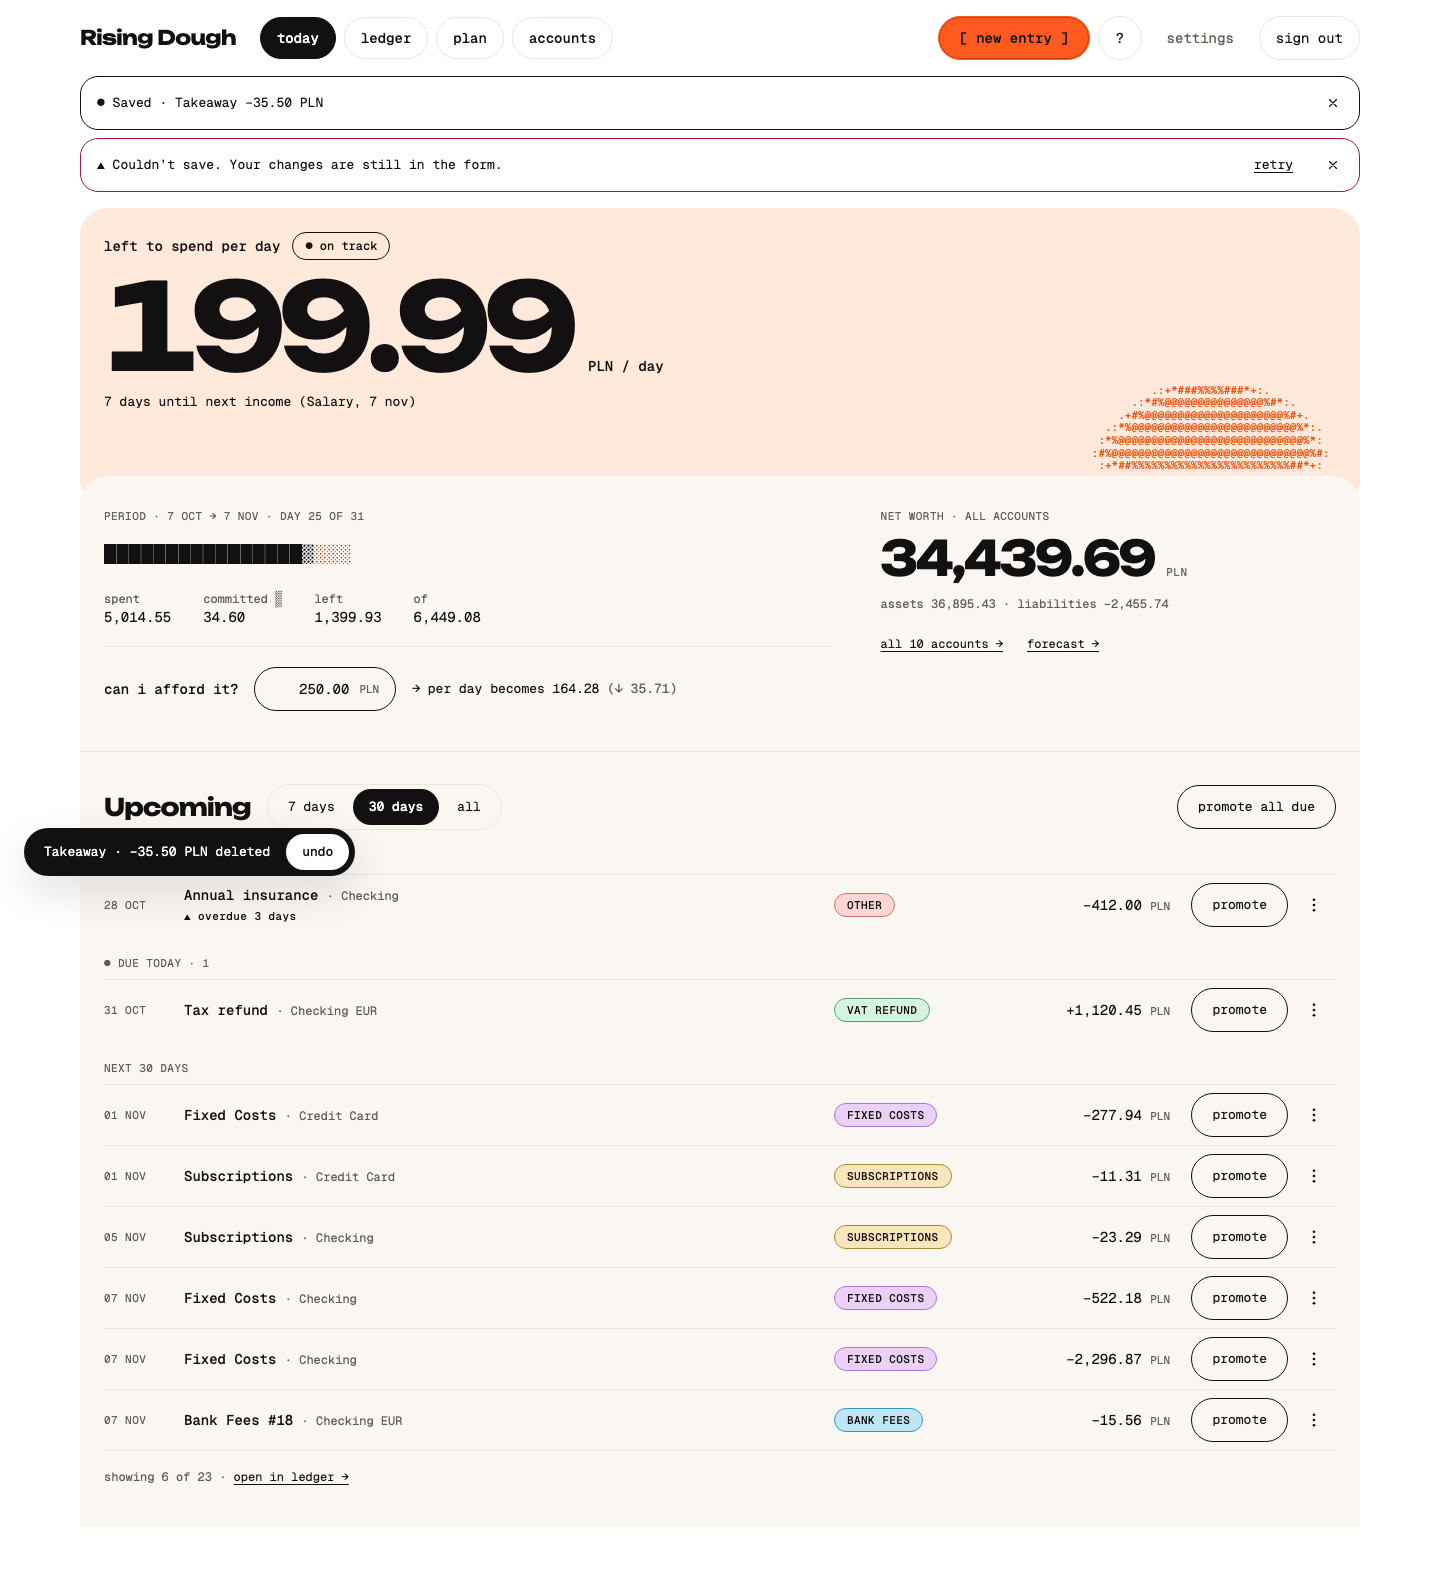 Rising Dough today ledger plan accounts [ new entry ] ? settings sign out
● Saved · Takeaway −35.50 PLN ×
▲ Couldn't save. Your changes are still in the form. retry ×
left to spend per day ● on track
199.99 PLN / day
7 days until next income (Salary, 7 nov)
.:+*###%%%%###*+:.
.:*#%@@@@@@@@@@@@@@@%#*:.
.+#%@@@@@@@@@@@@@@@@@@@@@%#+.
.:*%@@@@@@@@@@@@@@@@@@@@@@@@@%*:.
:*%@@@@@@@@@@@@@@@@@@@@@@@@@@@@%*:
:#%@@@@@@@@@@@@@@@@@@@@@@@@@@@@@@%#:
:+*##%%%%%%%%%%%%%%%%%%%%%%%%##*+:
PERIOD · 7 OCT → 7 NOV · DAY 25 OF 31
spent committed ▒ left of
5,014.55 34.60 1,399.93 6,449.08
can i afford it? 250.00 PLN → per day becomes 164.28 (↓ 35.71)
NET WORTH · ALL ACCOUNTS
34,439.69 PLN
assets 36,895.43 · liabilities −2,455.74
all 10 accounts → forecast →
Upcoming 7 days 30 days all promote all due
Takeaway · −35.50 PLN deleted undo
28 OCT Annual insurance · Checking OTHER −412.00 PLN promote ⋮
▲ overdue 3 days
● DUE TODAY · 1
31 OCT Tax refund · Checking EUR VAT REFUND +1,120.45 PLN promote ⋮
NEXT 30 DAYS
01 NOV Fixed Costs · Credit Card FIXED COSTS −277.94 PLN promote ⋮
01 NOV Subscriptions · Credit Card SUBSCRIPTIONS −11.31 PLN promote ⋮
05 NOV Subscriptions · Checking SUBSCRIPTIONS −23.29 PLN promote ⋮
07 NOV Fixed Costs · Checking FIXED COSTS −522.18 PLN promote ⋮
07 NOV Fixed Costs · Checking FIXED COSTS −2,296.87 PLN promote ⋮
07 NOV Bank Fees #18 · Checking EUR BANK FEES −15.56 PLN promote ⋮
showing 6 of 23 · open in ledger →